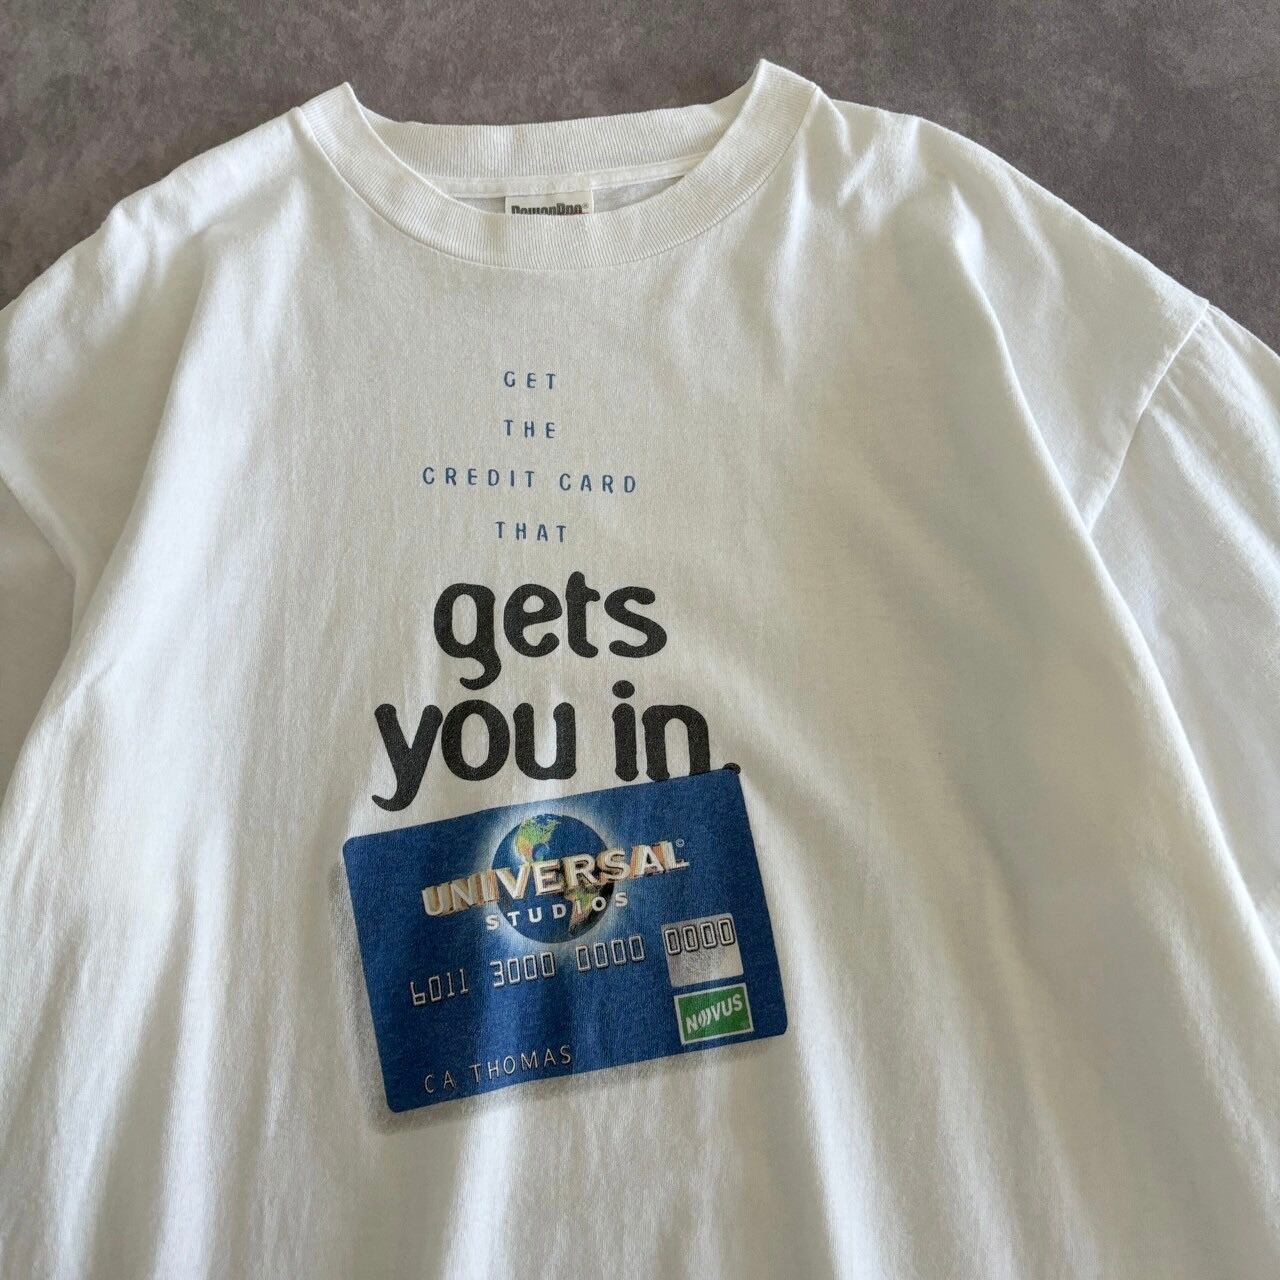 GET
THE
CREDIT CARD
THAT
gets
you in.
UNIVERSAL©
STUDIOS
6011 3000 0000 0000
NOVUS
CA THOMAS